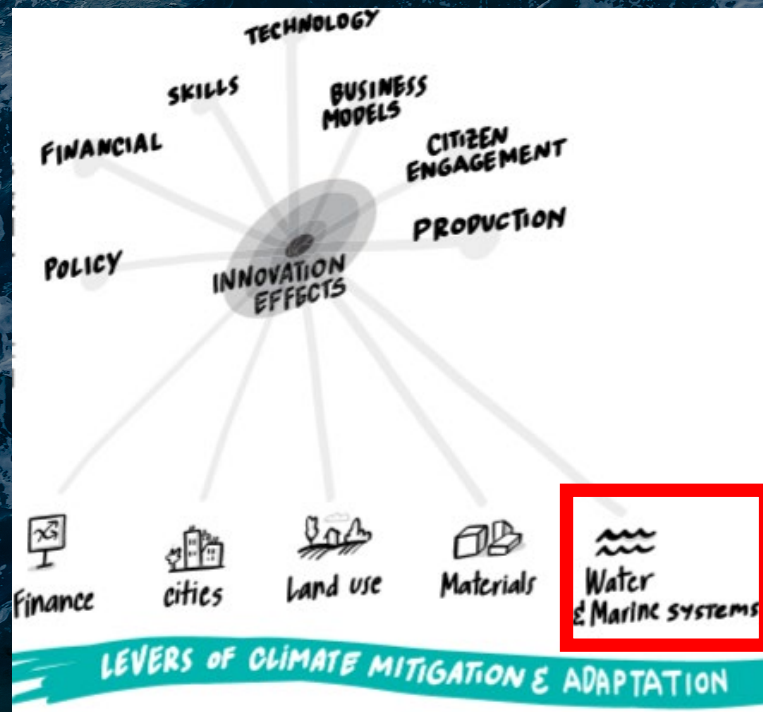 TECHNOLOGY
SKILLS
BUSINESS
MODELS
FINANCIAL
CITIZEN
ENGAGEMENT
PRODUCTION
POLICY
INNOVATION
EFFECTS
Finance
cities
Land use
Materials
Water
& Marine systems
LEVERS OF CLIMATE MITIGATION & ADAPTATION